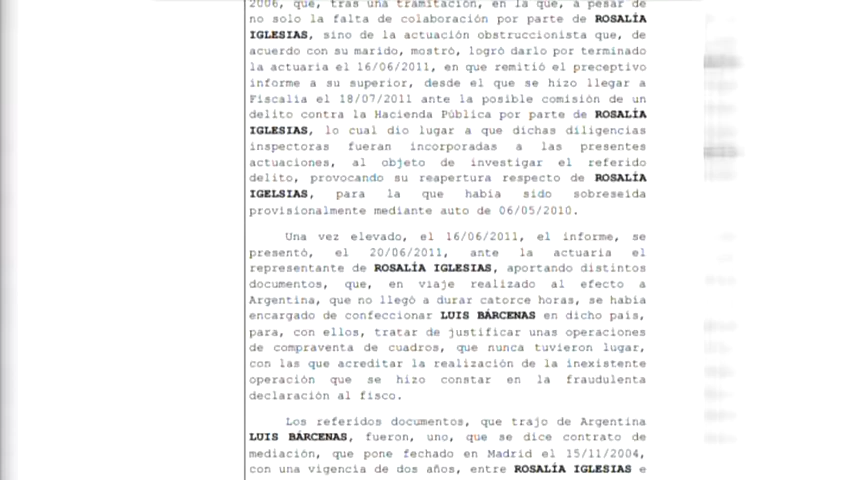 2006, que, tras una tramitación, en la que, a pesar de
no solo la falta de colaboración por parte de ROSALÍA
IGLESIAS, sino de la actuación obstruccionista que, de
acuerdo con su marido, mostró, logró darlo por terminado
la actuaria el 16/06/2011, en que remitió el preceptivo
informe a su superior, desde el que se hizo llegar a
Fiscalía el 18/07/2011 ante la posible comisión de un
delito contra la Hacienda Pública por parte de ROSALÍA
IGLESIAS, lo cual dio lugar a que dichas diligencias
inspectoras fueran incorporadas a las presentes
actuaciones, al objeto de investigar el referido
delito, provocando su reapertura respecto de ROSALÍA
IGELSIAS, para la que había sido sobreseída
provisionalmente mediante auto de 06/05/2010.
Una vez elevado, el 16/06/2011, el informe, se
presentó, el 20/06/2011, ante la actuaria el
representante de ROSALÍA IGLESIAS, aportando distintos
documentos, que, en viaje realizado al efecto a
Argentina, que no llegó a durar catorce horas, se había
encargado de confeccionar LUIS BÁRCENAS en dicho país,
para, con ellos, tratar de justificar unas operaciones
de compraventa de cuadros, que nunca tuvieron lugar,
con las que acreditar la realización de la inexistente
operación que se hizo constar en la fraudulenta
declaración al fisco.
Los referidos documentos, que trajo de Argentina
LUIS BÁRCENAS, fueron, uno, que se dice contrato de
mediación, que pone fechado en Madrid el 15/11/2004,
con una vigencia de dos años, entre ROSALÍA IGLESIAS e